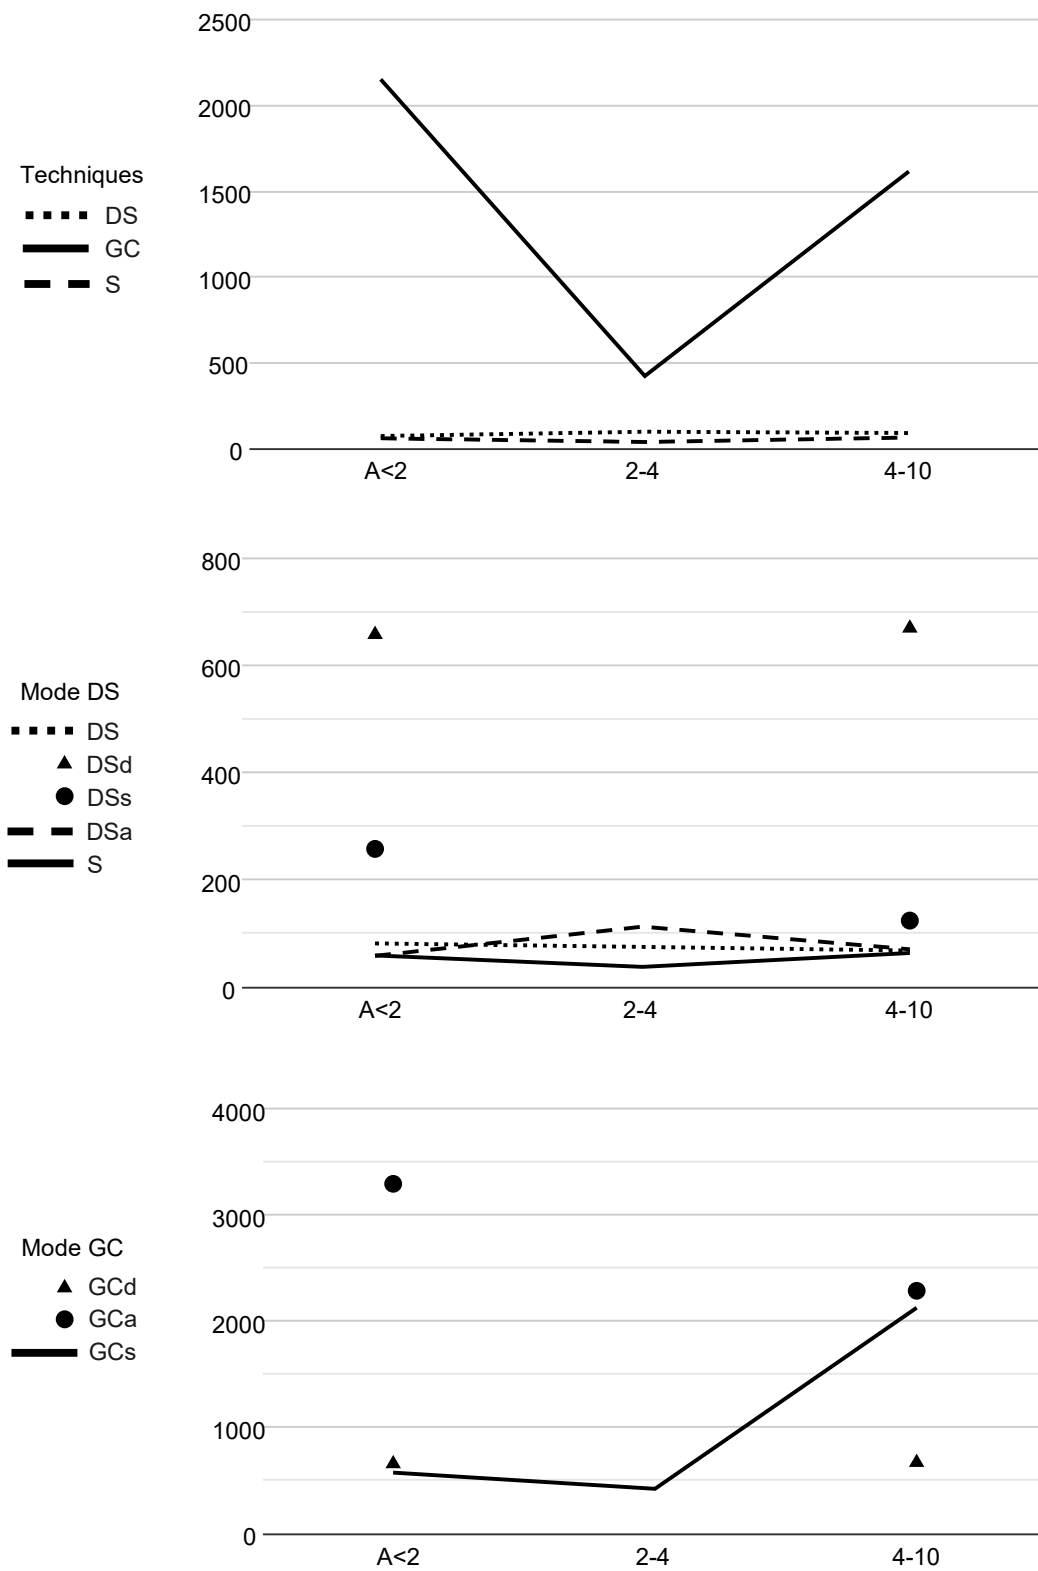 2500
2000
1500
1000
500
0
Techniques
DS
GC
S
A<2 2-4 4-10
800
600
400
200
0
Mode DS
DS
DSd
DSs
DSa
S
A<2 2-4 4-10
4000
3000
2000
1000
0
Mode GC
GCd
GCa
GCs
A<2 2-4 4-10